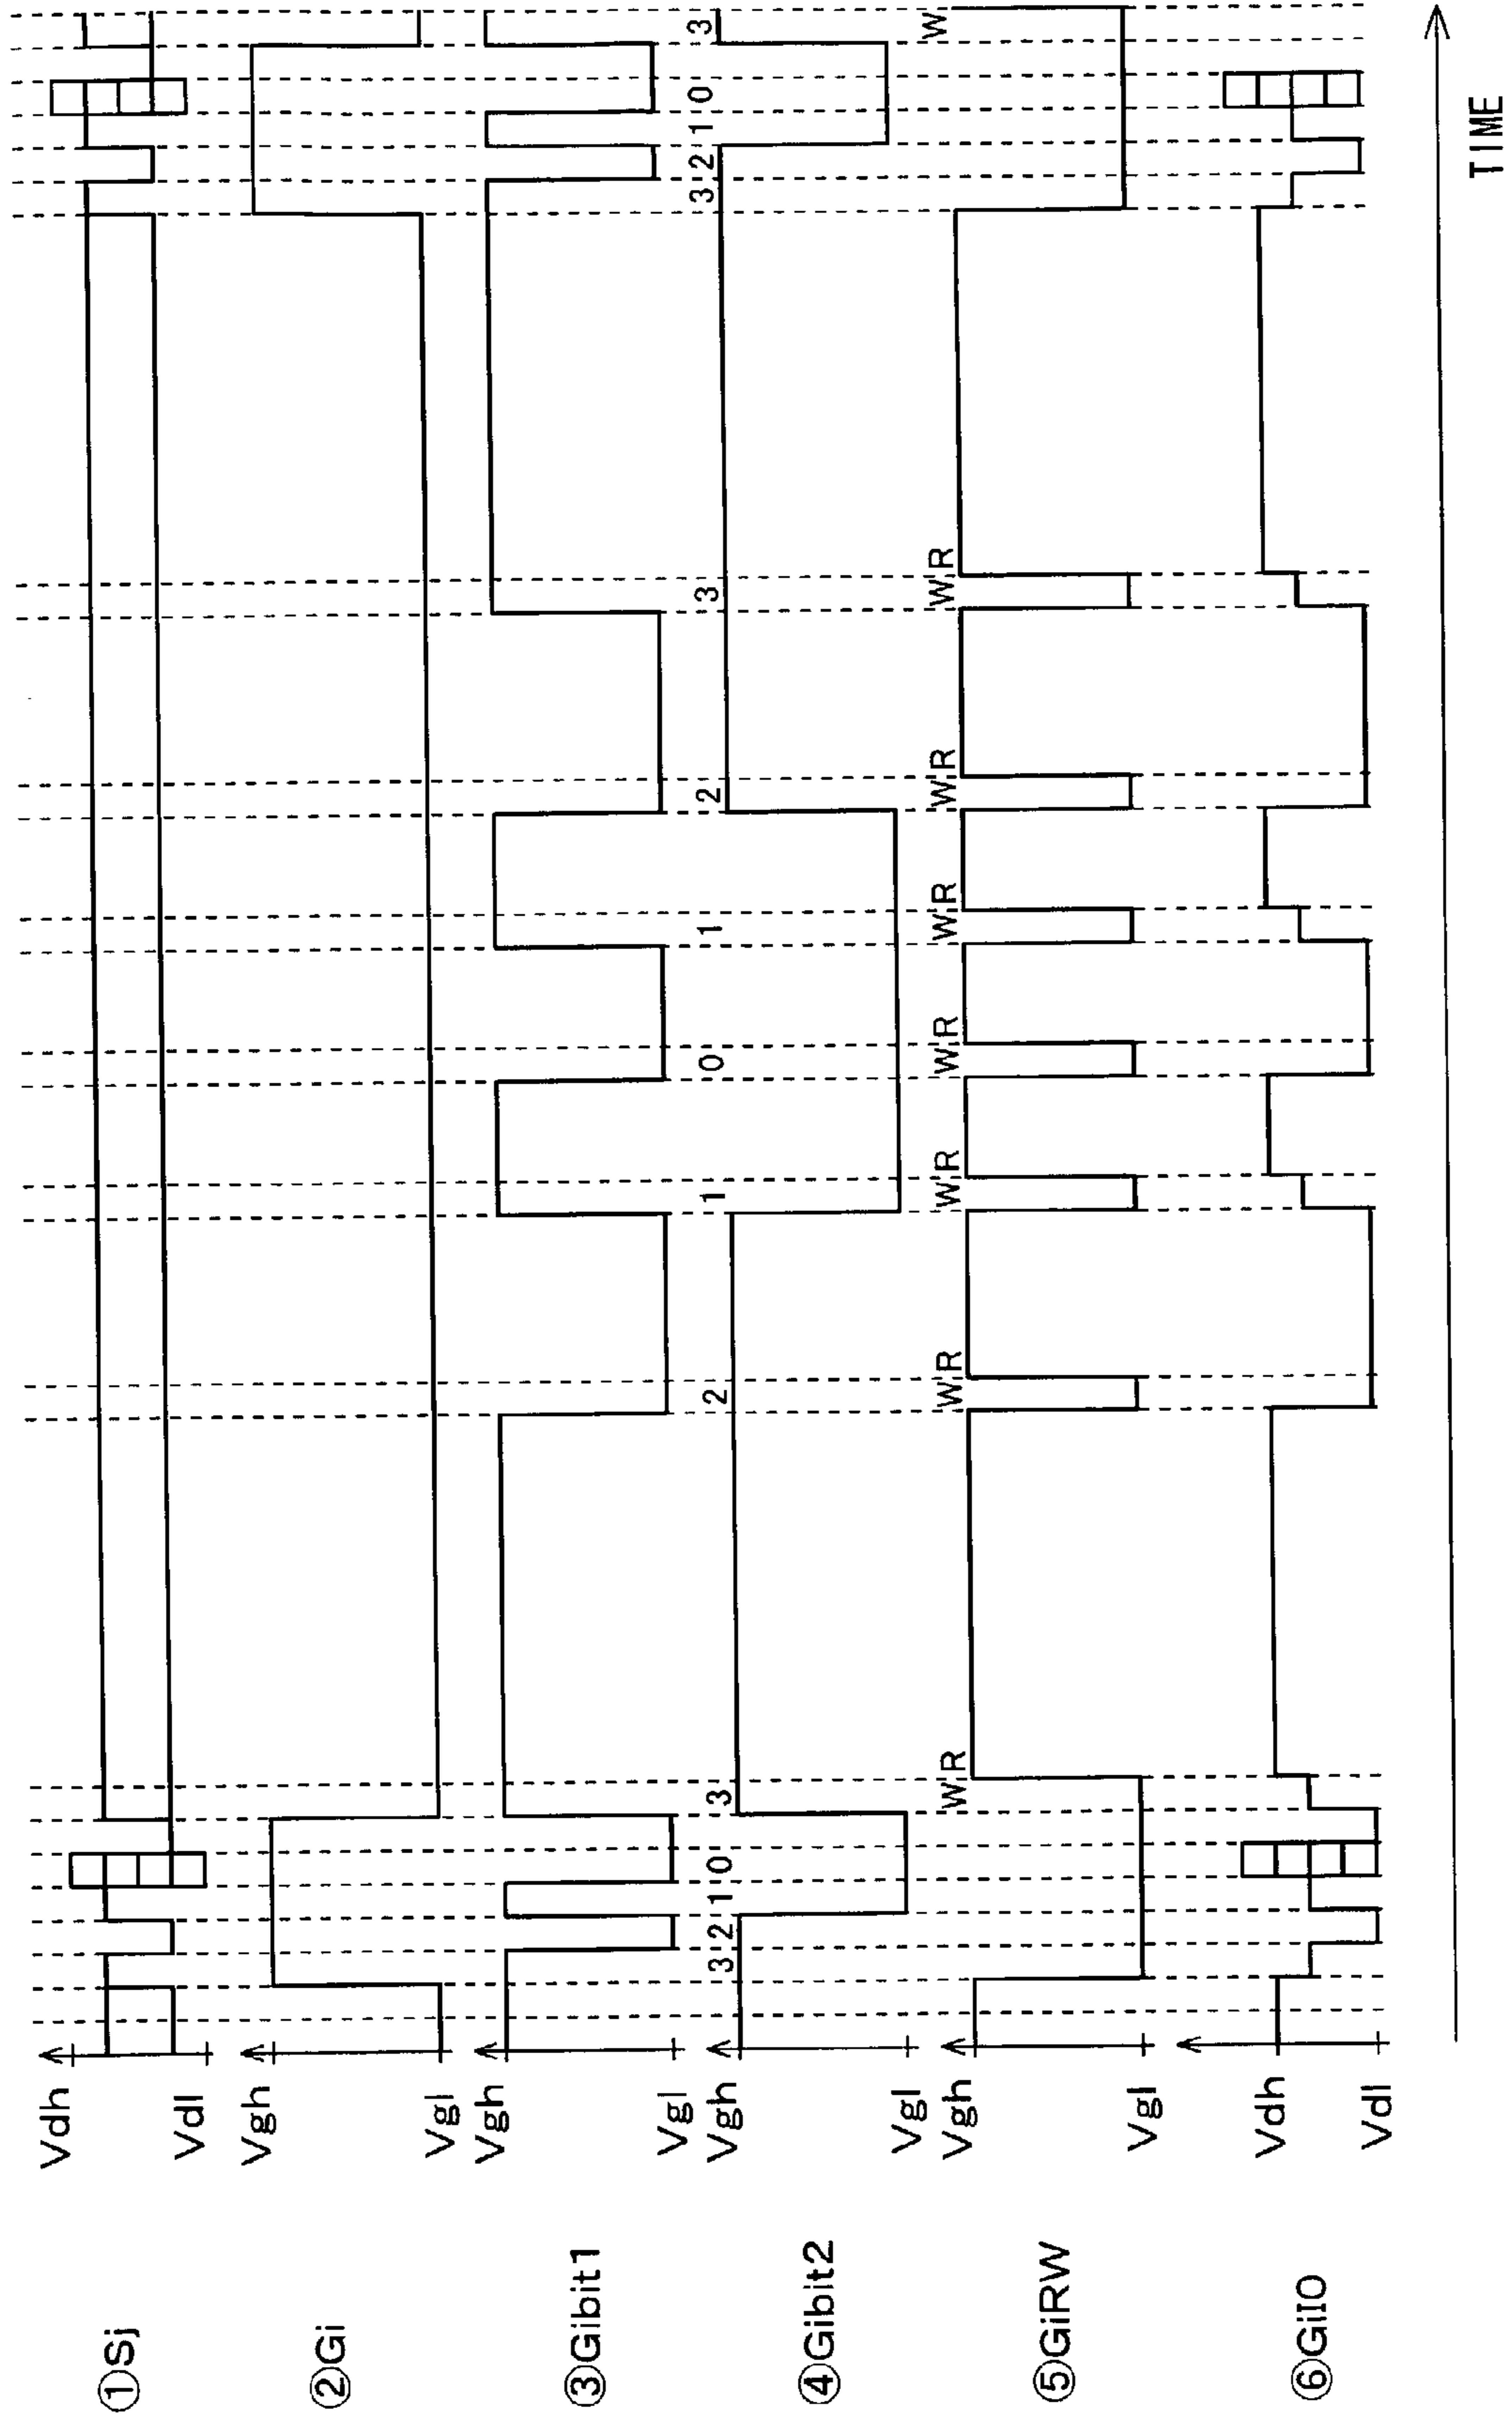 ①Sj
Vdh
Vdl
②Gi
Vgh
Vgl
③Gibit1
Vgh
Vgl
3 2 1 0 3 2 1 0 1 2 3 3 2 1 0 3
④Gibit2
Vgh
Vgl
W R W R W R W R W R W R W R W
⑤GiRW
Vgh
Vgl
⑥GiIO
Vdh
Vdl
TIME